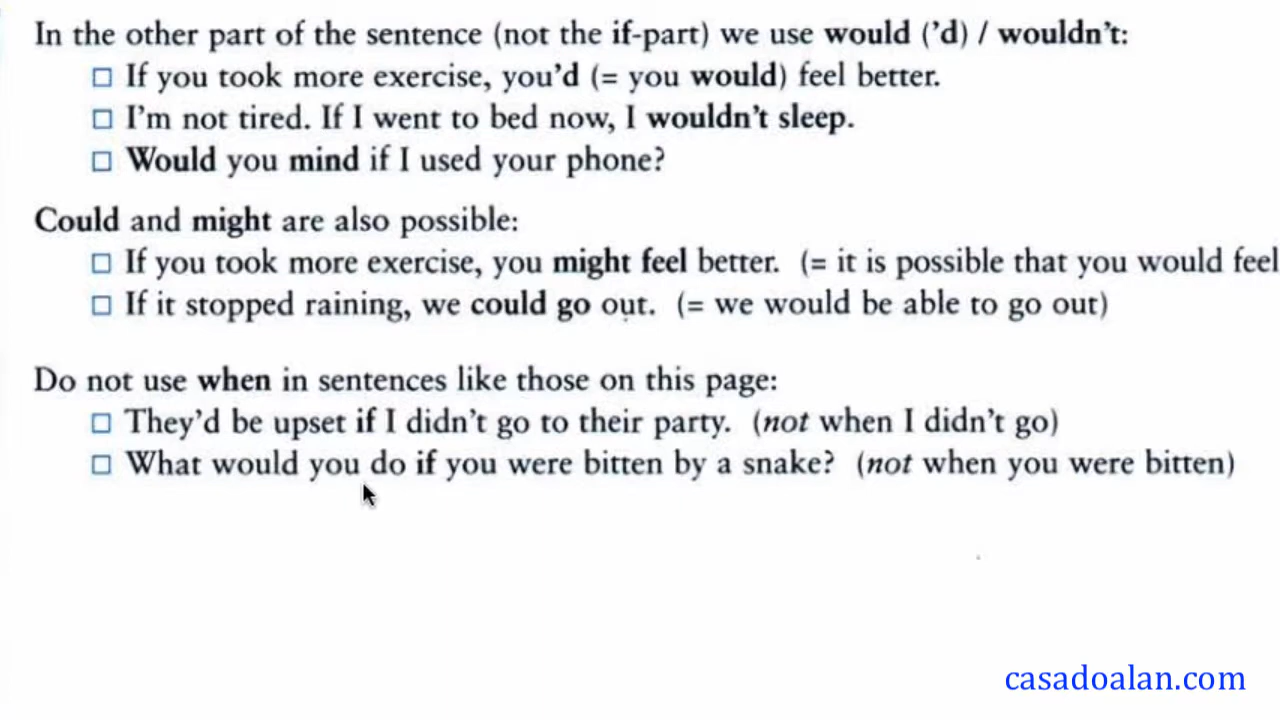 In the other part of the sentence (not the if-part) we use would (’d) / wouldn’t:
If you took more exercise, you’d (= you would) feel better.
I’m not tired. If I went to bed now, I wouldn’t sleep.
Would you mind if I used your phone?
Could and might are also possible:
If you took more exercise, you might feel better. (= it is possible that you would feel
If it stopped raining, we could go out. (= we would be able to go out)
Do not use when in sentences like those on this page:
They’d be upset if I didn’t go to their party. (not when I didn’t go)
What would you do if you were bitten by a snake? (not when you were bitten)
casadoalan.com